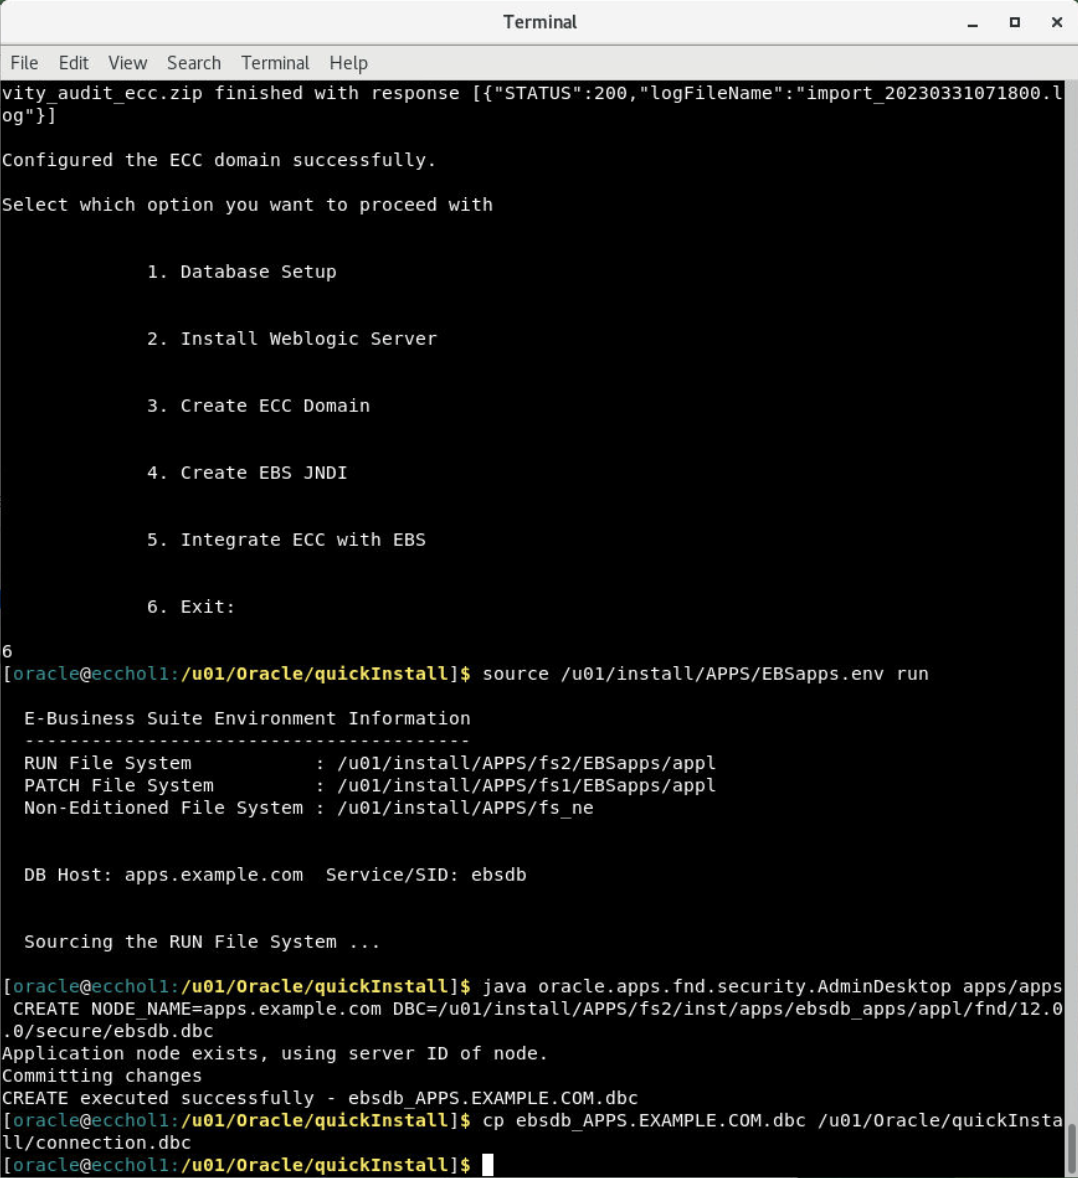 Terminal
File Edit View Search Terminal Help
vity_audit_ecc.zip finished with response [{"STATUS":200,"logFileName":"import_20230331071800.l
og"}]
Configured the ECC domain successfully.
Select which option you want to proceed with
1. Database Setup
2. Install Weblogic Server
3. Create ECC Domain
4. Create EBS JNDI
5. Integrate ECC with EBS
6. Exit:
6
[oracle@ecchol1:/u01/Oracle/quickInstall]$ source /u01/install/APPS/EBSapps.env run
E-Business Suite Environment Information
----------------------------------------
RUN File System           : /u01/install/APPS/fs2/EBSapps/appl
PATCH File System         : /u01/install/APPS/fs1/EBSapps/appl
Non-Editioned File System : /u01/install/APPS/fs_ne
DB Host: apps.example.com  Service/SID: ebsdb
Sourcing the RUN File System ...
[oracle@ecchol1:/u01/Oracle/quickInstall]$ java oracle.apps.fnd.security.AdminDesktop apps/apps
CREATE NODE_NAME=apps.example.com DBC=/u01/install/APPS/fs2/inst/apps/ebsdb_apps/appl/fnd/12.0
.0/secure/ebsdb.dbc
Application node exists, using server ID of node.
Committing changes
CREATE executed successfully - ebsdb_APPS.EXAMPLE.COM.dbc
[oracle@ecchol1:/u01/Oracle/quickInstall]$ cp ebsdb_APPS.EXAMPLE.COM.dbc /u01/Oracle/quickInsta
ll/connection.dbc
[oracle@ecchol1:/u01/Oracle/quickInstall]$